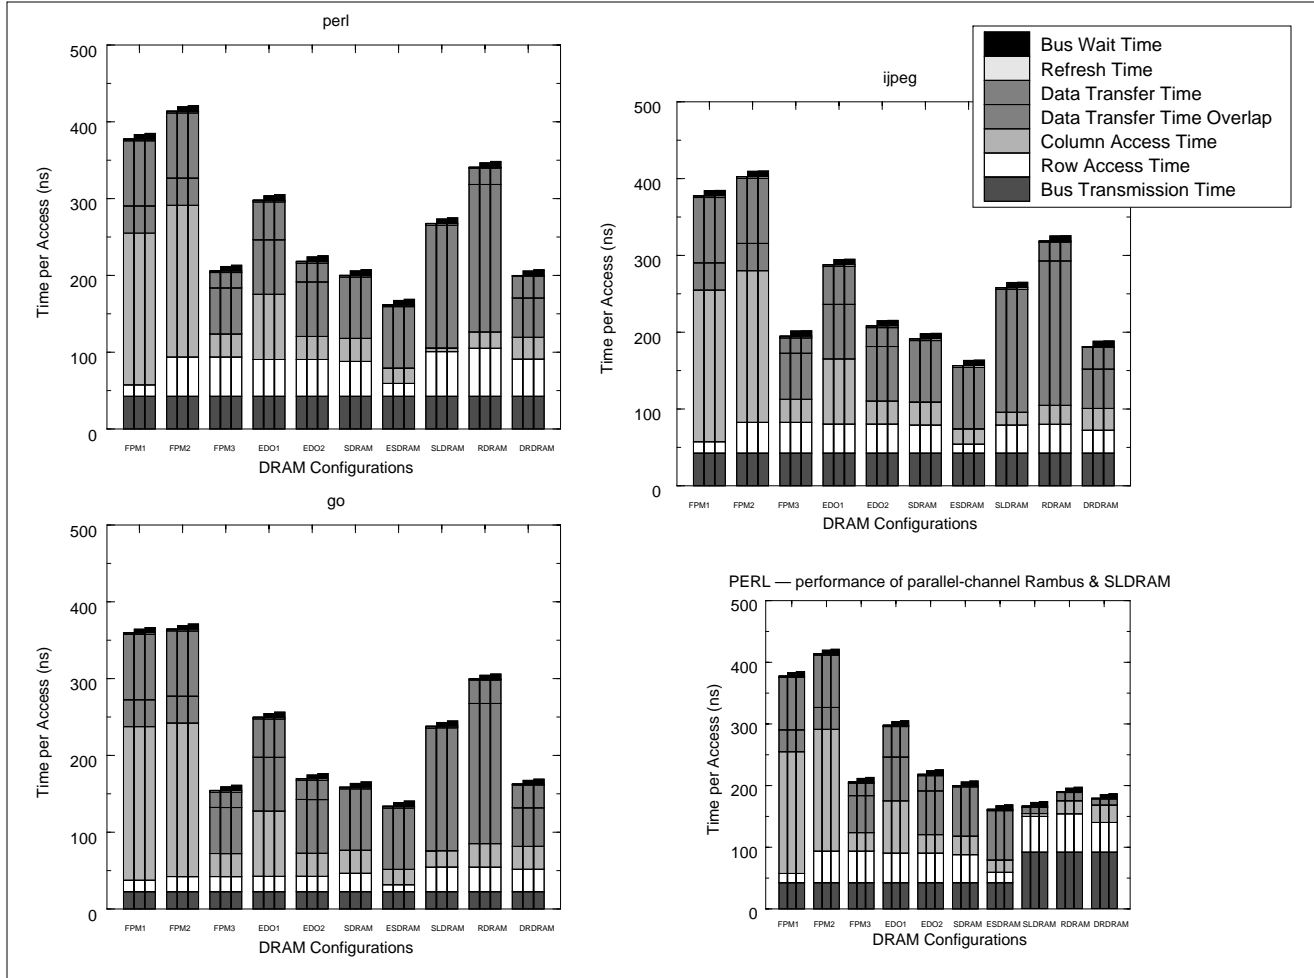 perl
500
400
300
200
100
0
Time per Access (ns)
FPM1 FPM2 FPM3 EDO1 EDO2 SDRAM ESDRAM SLDRAM RDRAM DRDRAM
DRAM Configurations
ijpeg
500
400
300
200
100
0
Time per Access (ns)
FPM1 FPM2 FPM3 EDO1 EDO2 SDRAM ESDRAM SLDRAM RDRAM DRDRAM
DRAM Configurations
Bus Wait Time
Refresh Time
Data Transfer Time
Data Transfer Time Overlap
Column Access Time
Row Access Time
Bus Transmission Time
go
500
400
300
200
100
0
Time per Access (ns)
FPM1 FPM2 FPM3 EDO1 EDO2 SDRAM ESDRAM SLDRAM RDRAM DRDRAM
DRAM Configurations
PERL — performance of parallel-channel Rambus & SLDRAM
500
400
300
200
100
0
Time per Access (ns)
FPM1 FPM2 FPM3 EDO1 EDO2 SDRAM ESDRAM SLDRAM RDRAM DRDRAM
DRAM Configurations